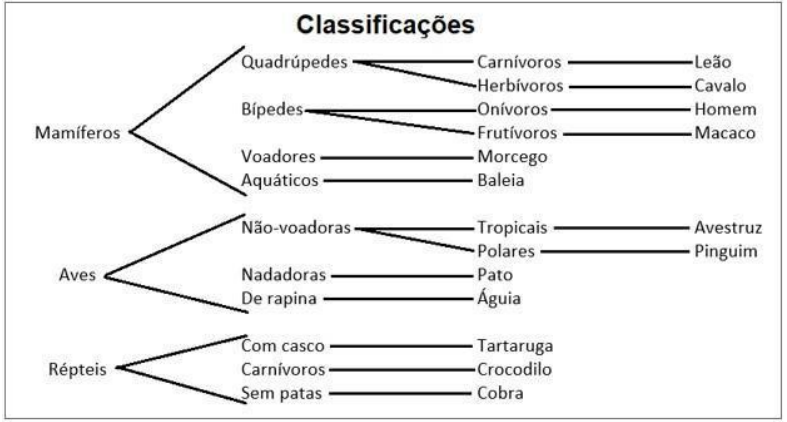 Classificações
Quadrúpedes Carnívoros Leão
Herbívoros Cavalo
Bípedes Onívoros Homem
Mamíferos Frutívoros Macaco
Voadores Morcego
Aquáticos Baleia
Não-voadoras Tropicais Avestruz
Polares Pinguim
Aves Nadadoras Pato
De rapina Águia
Com casco Tartaruga
Répteis Carnívoros Crocodilo
Sem patas Cobra